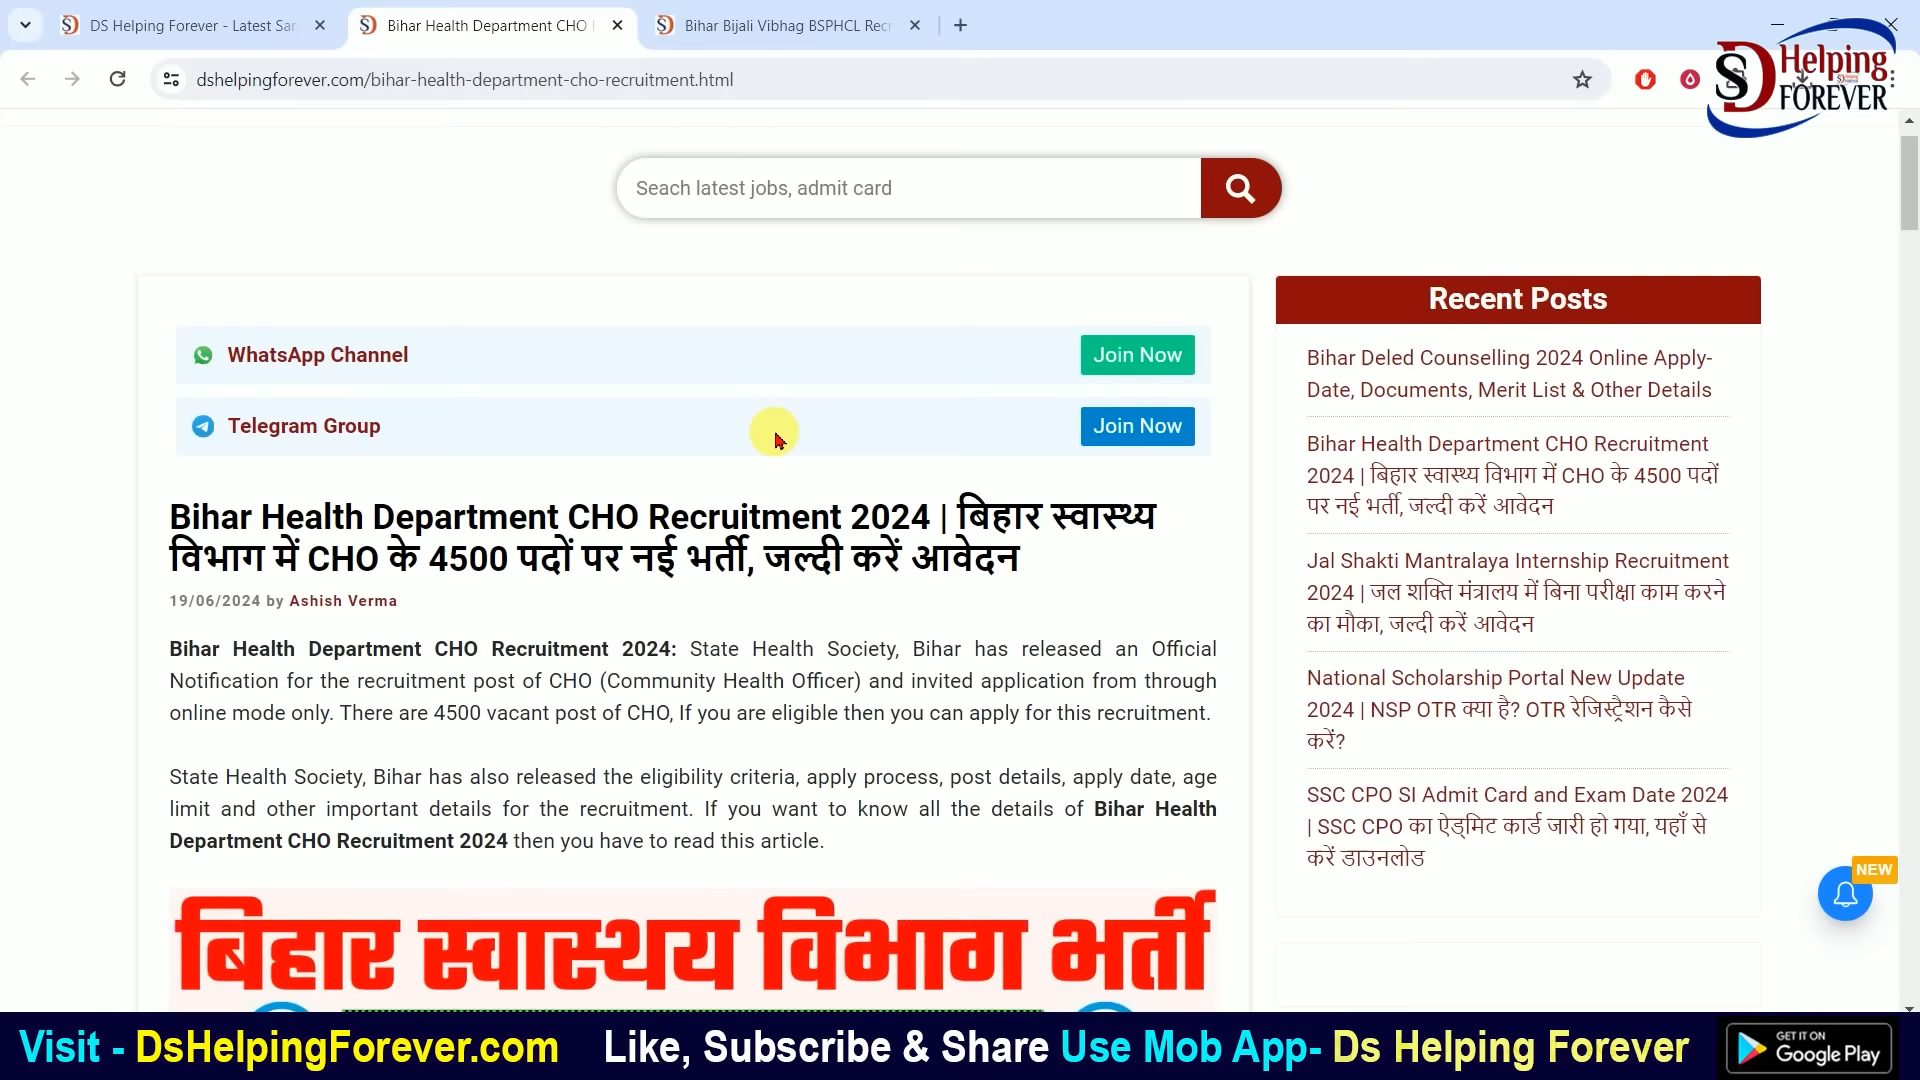 DS Helping Forever - Latest Sar
Bihar Health Department CHO
Bihar Bijali Vibhag BSPHCL Recr
dshelpingforever.com/bihar-health-department-cho-recruitment.html
SD Helping
FOREVER
Seach latest jobs, admit card
WhatsApp Channel
Join Now
Telegram Group
Join Now
Bihar Health Department CHO Recruitment 2024 | बिहार स्वास्थ्य
विभाग में CHO के 4500 पदों पर नई भर्ती, जल्दी करें आवेदन
19/06/2024 by Ashish Verma
Bihar Health Department CHO Recruitment 2024: State Health Society, Bihar has released an Official
Notification for the recruitment post of CHO (Community Health Officer) and invited application from through
online mode only. There are 4500 vacant post of CHO, If you are eligible then you can apply for this recruitment.
State Health Society, Bihar has also released the eligibility criteria, apply process, post details, apply date, age
limit and other important details for the recruitment. If you want to know all the details of Bihar Health
Department CHO Recruitment 2024 then you have to read this article.
बिहार स्वास्थय विभाग भर्ती
Recent Posts
Bihar Deled Counselling 2024 Online Apply-
Date, Documents, Merit List & Other Details
Bihar Health Department CHO Recruitment
2024 | बिहार स्वास्थ्य विभाग में CHO के 4500 पदों
पर नई भर्ती, जल्दी करें आवेदन
Jal Shakti Mantralaya Internship Recruitment
2024 | जल शक्ति मंत्रालय में बिना परीक्षा काम करने
का मौका, जल्दी करें आवेदन
National Scholarship Portal New Update
2024 | NSP OTR क्या है? OTR रेजिस्ट्रैशन कैसे
करें?
SSC CPO SI Admit Card and Exam Date 2024
| SSC CPO का ऐड्मिट कार्ड जारी हो गया, यहाँ से
करें डाउनलोड
NEW
Visit - DsHelpingForever.com Like, Subscribe & Share Use Mob App- Ds Helping Forever
GET IT ON
Google Play